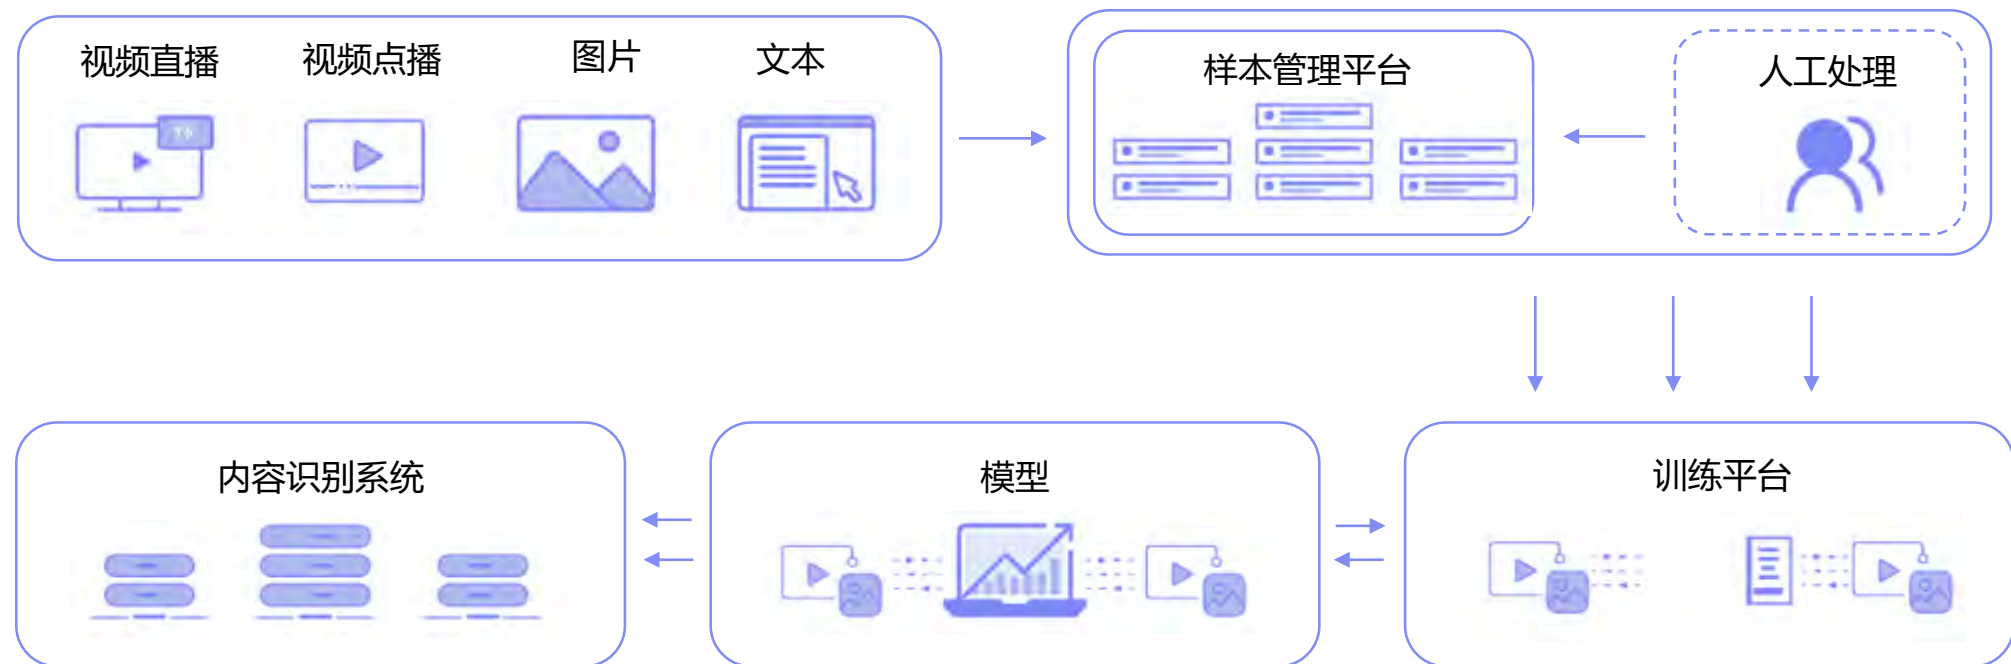 视频直播
视频点播
图片
文本
样本管理平台
人工处理
内容识别系统
模型
训练平台